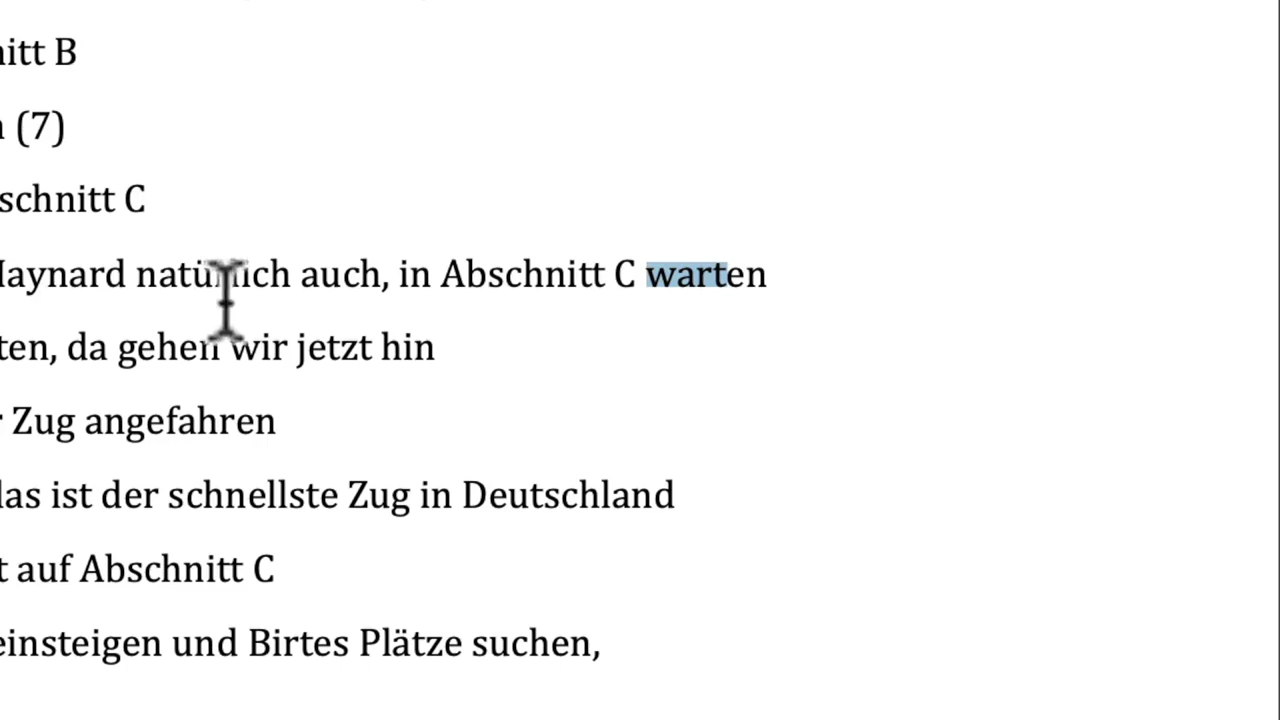 nitt B
n (7)
schnitt C
Maynard natürlich auch, in Abschnitt C warten
ten, da gehen wir jetzt hin
r Zug angefahren
das ist der schnellste Zug in Deutschland
t auf Abschnitt C
einsteigen und Birtes Plätze suchen,